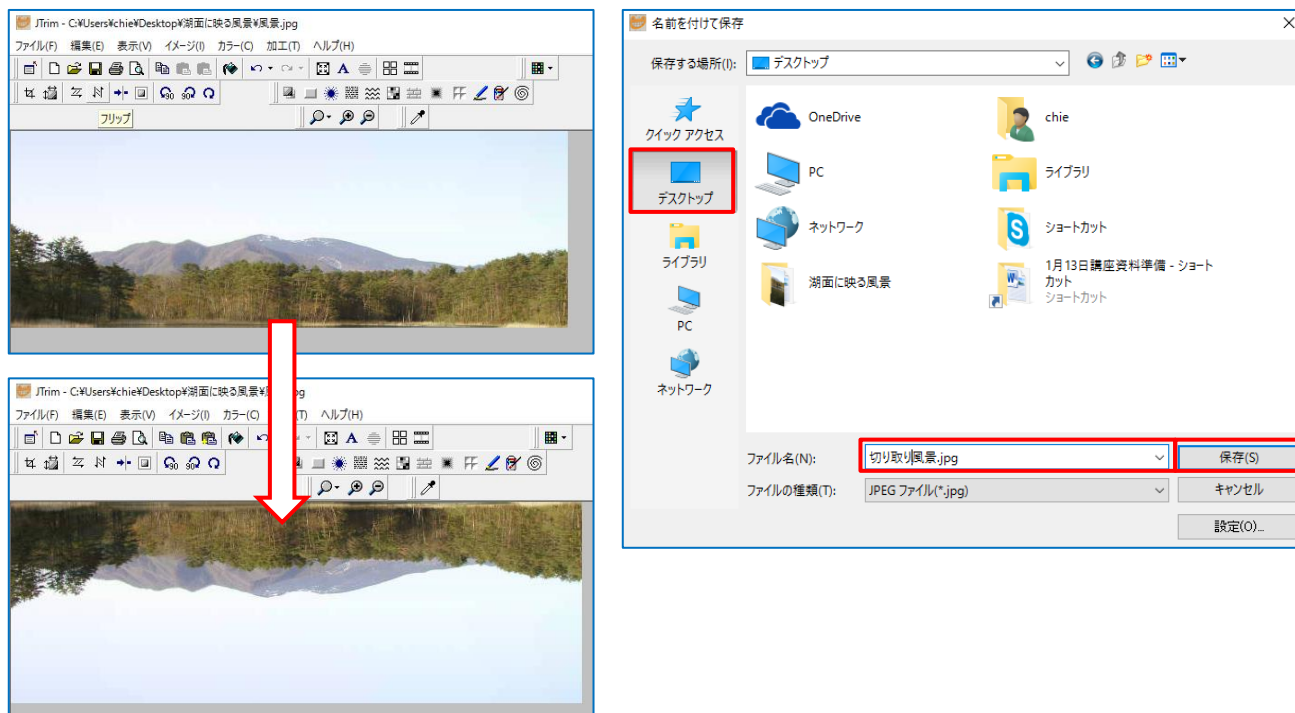 JTrim - C:¥Users¥chie¥Desktop¥湖面に映る風景¥風景.jpg
ファイル(F) 編集(E) 表示(V) イメージ(I) カラー(C) 加工(T) ヘルプ(H)
フリップ
JTrim - C:¥Users¥chie¥Desktop¥湖面に映る風景¥
ファイル(F) 編集(E) 表示(V) イメージ(I) カラー(C) ヘルプ(H)
名前を付けて保存
保存する場所(I): デスクトップ
クイック アクセス
デスクトップ
ライブラリ
PC
ネットワーク
OneDrive
chie
PC
ライブラリ
ネットワーク
ショートカット
湖面に映る風景
1月13日講座資料準備 - ショート
カット
ショートカット
ファイル名(N): 切り取り風景.jpg 保存(S)
ファイルの種類(T): JPEG ファイル(*.jpg) キャンセル
設定(O)...